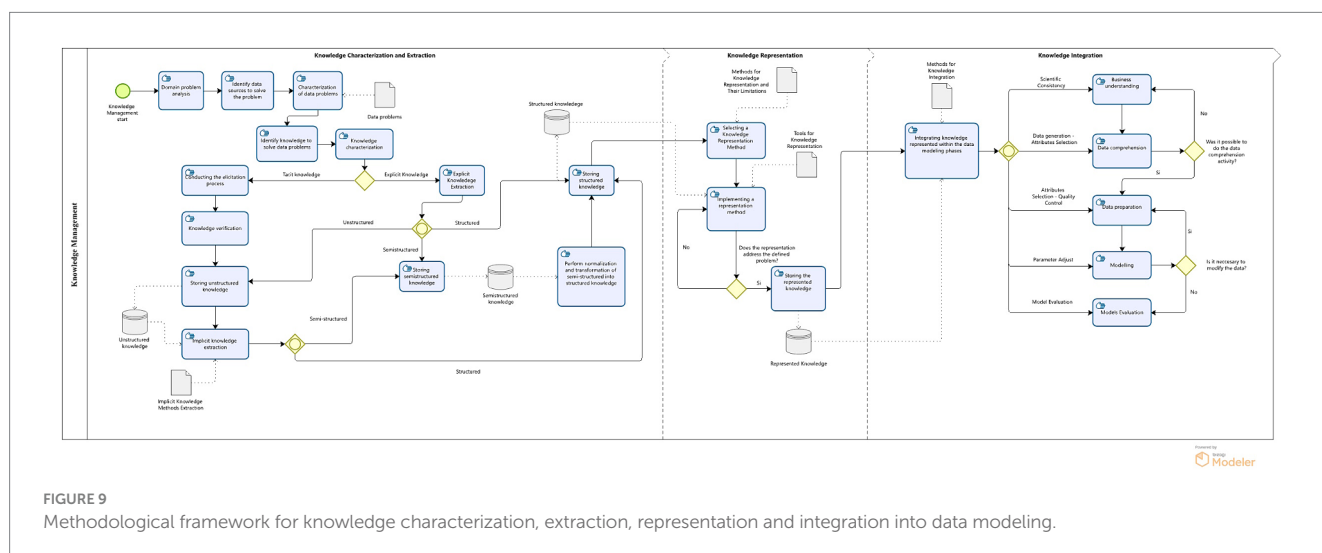 Knowledge Characterization and Extraction
Knowledge Representation
Knowledge Integration
Knowledge Management
Knowledge
Management
start
Domain problem
analysis
Identify data
sources to solve
the problem
Characterization
of data problems
Data problems
Identify knowledge to
solve data problems
Knowledge
characterization
Tacit knowledge
Explicit Knowledge
Conducting the elicitation
process
Explicit
Knowledege
Extraction
Knowledge verification
Unstructured
Structured
Semistructured
Storing unstructured
knowledge
Storing
semistructured
knowledge
Semistructured
knowledge
Perform normalization
and transformation of
semi-structured into
structured knowledge
Storing
structured
knowledge
Structured knowledege
Unstructured
knowledge
Implicit knowledge
extraction
Semi-structured
Structured
Implicit Knowledge
Methods Extraction
Methods for
Knowledge
Representation and
Their Limitations
Selecting a
Knowledge
Representation
Method
Tools for
Knowledge
Representation
Implementing a
representation
method
No
Does the representation
address the defined
problem?
Si
Storing the
represented
knowledge
Represented Knowledge
Methods for
Knowledge
Integration
Integrating knowledge
represented within the data
modeling phases
Scientific
Consistency
Business
understanding
No
Data generation -
Attributes Selection
Data comprehension
Was it possible to
do the data
comprehension
activity?
Si
Attributes
Selection - Quality
Control
Data preparation
Si
Parameter Adjust
Modelling
Is it neccesary to
modify the data?
No
Model Evaluation
Models Evaluation
Powered by
bizagi
Modeler
FIGURE 9
Methodological framework for knowledge characterization, extraction, representation and integration into data modeling.